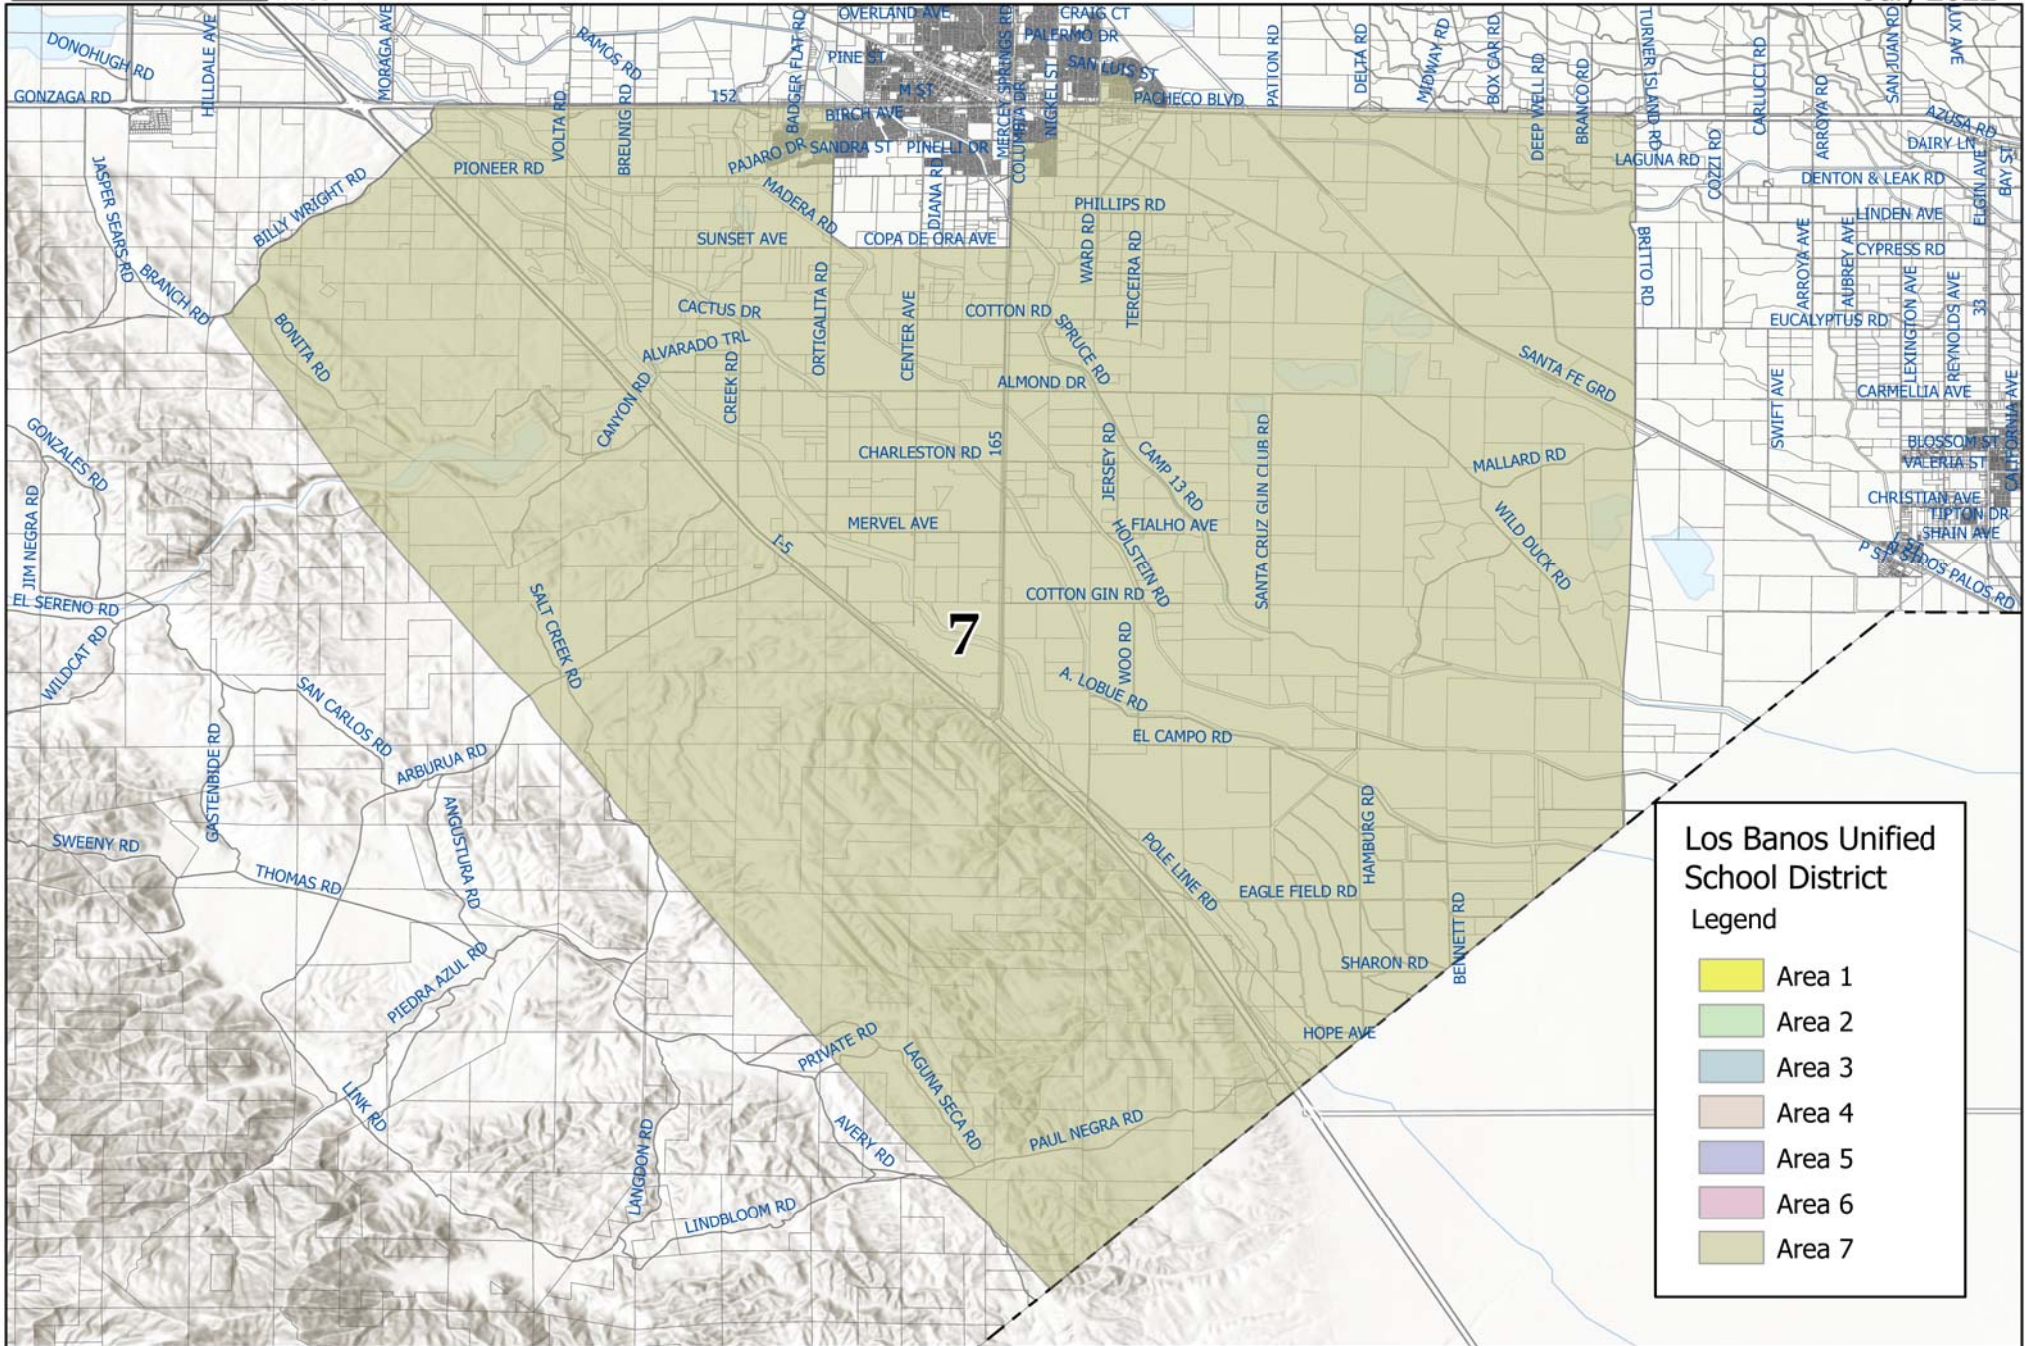 OVERLAND AVE
CRAIG CT
DONOHUGH RD
HILLDALE AVE
MORAGA AVE
RAMOS RD
BADGER FLAT RD
PINE ST
MERCEY SPRINGS RD
PALERMO DR
SAN LUIS ST
NICKEL ST
PATTON RD
DELTA RD
MIDWAY RD
BOX CAR RD
DEEP WELL RD
BRANCO RD
TURNER ISLAND RD
CARLUCCI RD
ARROYA RD
SAN JUAN RD
GONZAGA RD
152
M ST
COLUMBIA DR
PACHECO BLVD
AZUSA RD
VOLTA RD
BREUNIG RD
BIRCH AVE
DAIRY LN
JASPER SEARS RD
PIONEER RD
PAJARO DR
SANDRA ST
PINELLI DR
LAGUNA RD
COZZI RD
DENTON & LEAK RD
ELGIN AVE
BAY ST
BILLY WRIGHT RD
MADERA RD
DIANA RD
PHILLIPS RD
LINDEN AVE
SUNSET AVE
COPA DE ORA AVE
WARD RD
TERCEIRA RD
BRITTO RD
ARROYA AVE
AUBREY AVE
CYPRESS RD
BRANCH RD
BONITA RD
CACTUS DR
ORTIGALITA RD
CENTER AVE
COTTON RD
SPRUCE RD
EUCALYPTUS RD
LEXINGTON AVE
REYNOLDS AVE
33
ALVARADO TRL
CREEK RD
CANYON RD
ALMOND DR
SANTA FE GRD
SWIFT AVE
CARMELLIA AVE
CALIFORNIA AVE
GONZALES RD
CHARLESTON RD
165
JERSEY RD
CAMP 13 RD
SANTA CRUZ GUN CLUB RD
MALLARD RD
BLOSSOM ST
VALERIA ST
JIM NEGRA RD
MERVEL AVE
HOLSTEIN RD
FIALHO AVE
WILD DUCK RD
CHRISTIAN AVE
TIPTON DR
SHAIN AVE
I-5
P ST
DOS PALOS RD
EL SERENO RD
SALT CREEK RD
COTTON GIN RD
7
WILDCAT RD
WOO RD
A. LOBUE RD
SAN CARLOS RD
GASTENBIDE RD
ARBURUA RD
EL CAMPO RD
ANGUSTURA RD
HAMBURG RD
SWEENY RD
THOMAS RD
POLE LINE RD
EAGLE FIELD RD
BENNETT RD
PIEDRA AZUL RD
SHARON RD
PRIVATE RD
LAGUNA SECA RD
HOPE AVE
LINK RD
LANGDON RD
AVERY RD
PAUL NEGRA RD
LINDBLOOM RD
Los Banos Unified
School District
Legend
Area 1
Area 2
Area 3
Area 4
Area 5
Area 6
Area 7